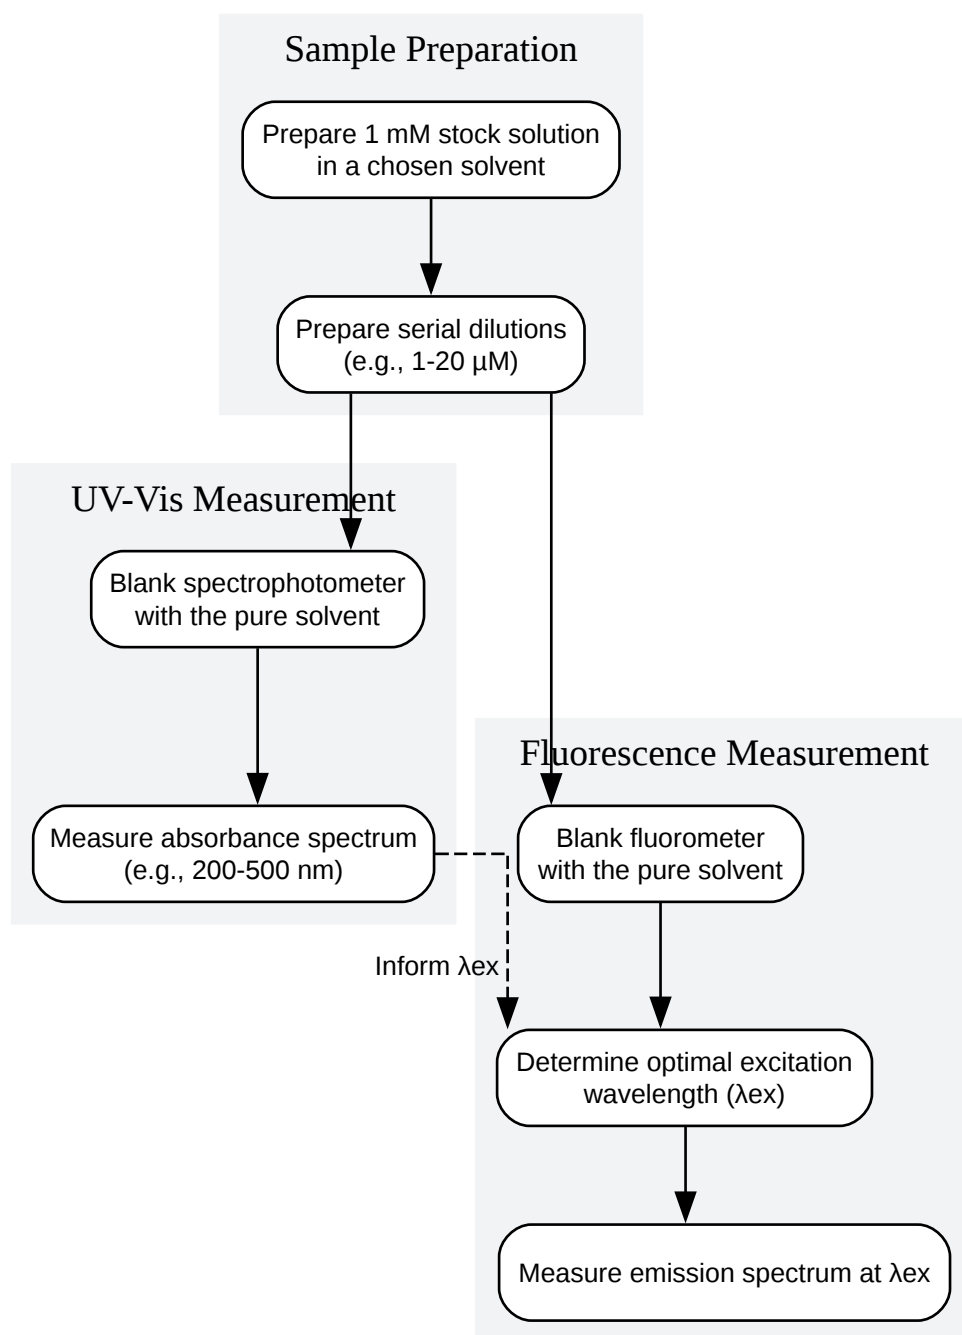 Sample Preparation
Prepare 1 mM stock solution
in a chosen solvent
Prepare serial dilutions
(e.g., 1-20 µM)
UV-Vis Measurement
Blank spectrophotometer
with the pure solvent
Measure absorbance spectrum
(e.g., 200-500 nm)
Fluorescence Measurement
Blank fluorometer
with the pure solvent
Inform λex
Determine optimal excitation
wavelength (λex)
Measure emission spectrum at λex